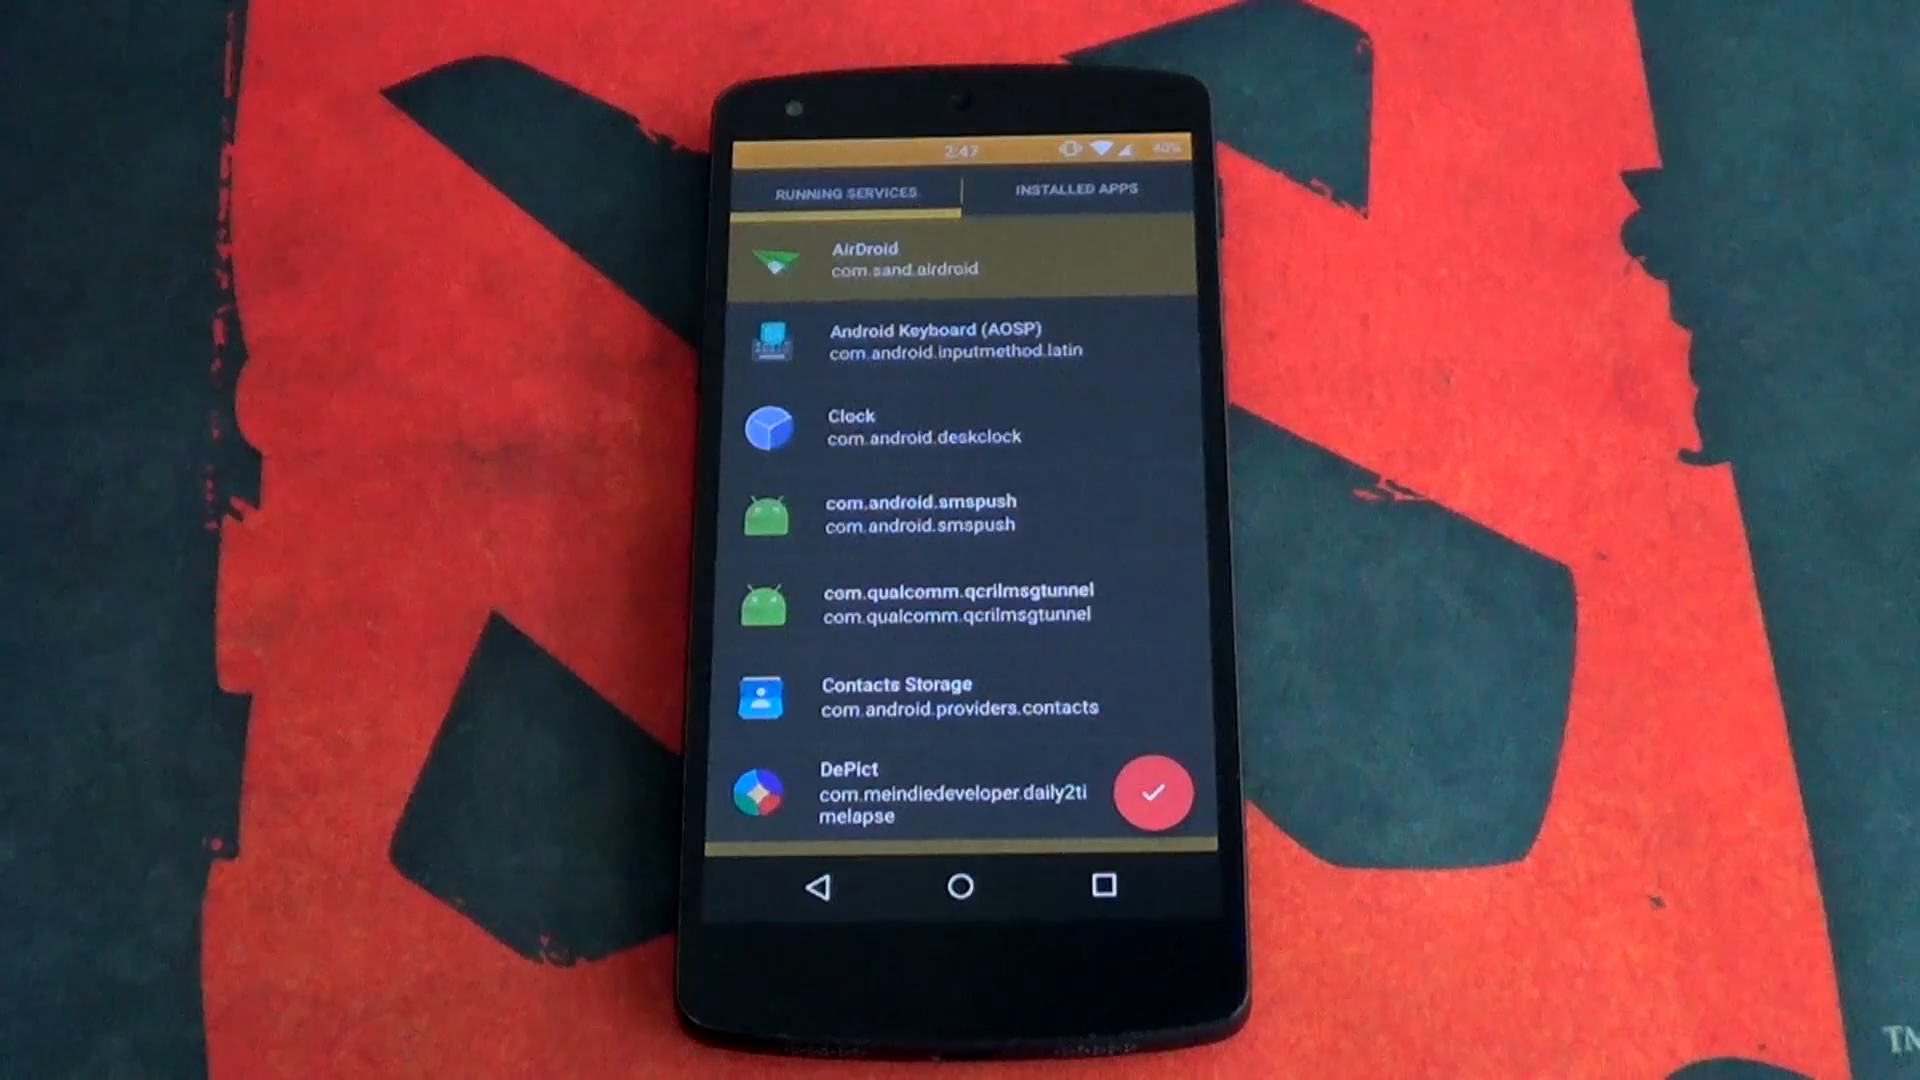 2:47
40%
RUNNING SERVICES
INSTALLED APPS
AirDroid
com.sand.airdroid
Android Keyboard (AOSP)
com.android.inputmethod.latin
Clock
com.android.deskclock
com.android.smspush
com.android.smspush
com.qualcomm.qcrilmsgtunnel
com.qualcomm.qcrilmsgtunnel
Contacts Storage
com.android.providers.contacts
DePict
com.meindiedeveloper.daily2ti
melapse
TM